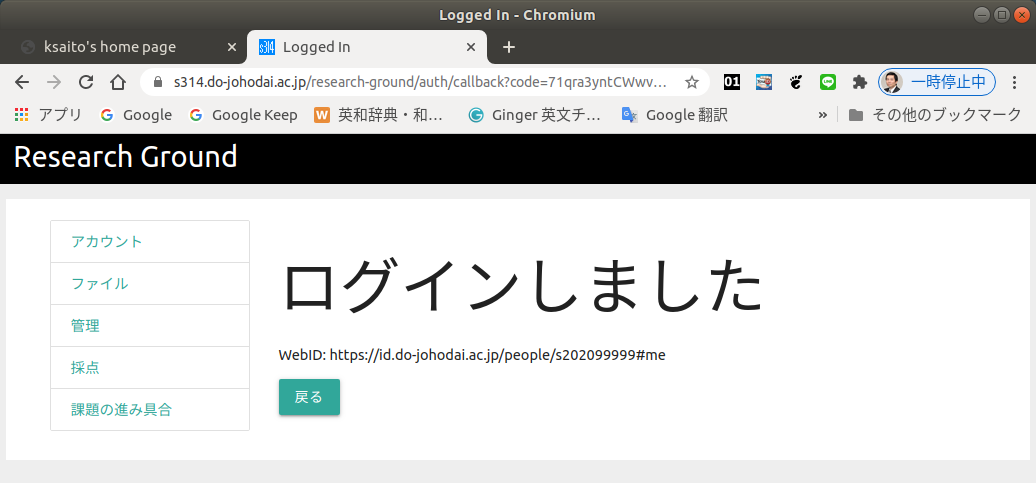 Logged In - Chromium
ksaito's home page
Logged In
s314.do-johodai.ac.jp/research-ground/auth/callback?code=71qra3yntCWwv…
01
一時停止中
アプリ
Google
Google Keep
W 英和辞典・和…
Ginger 英文チ…
Google 翻訳
»
その他のブックマーク
Research Ground
アカウント
ファイル
管理
採点
課題の進み具合
ログインしました
WebID: https://id.do-johodai.ac.jp/people/s202099999#me
戻る